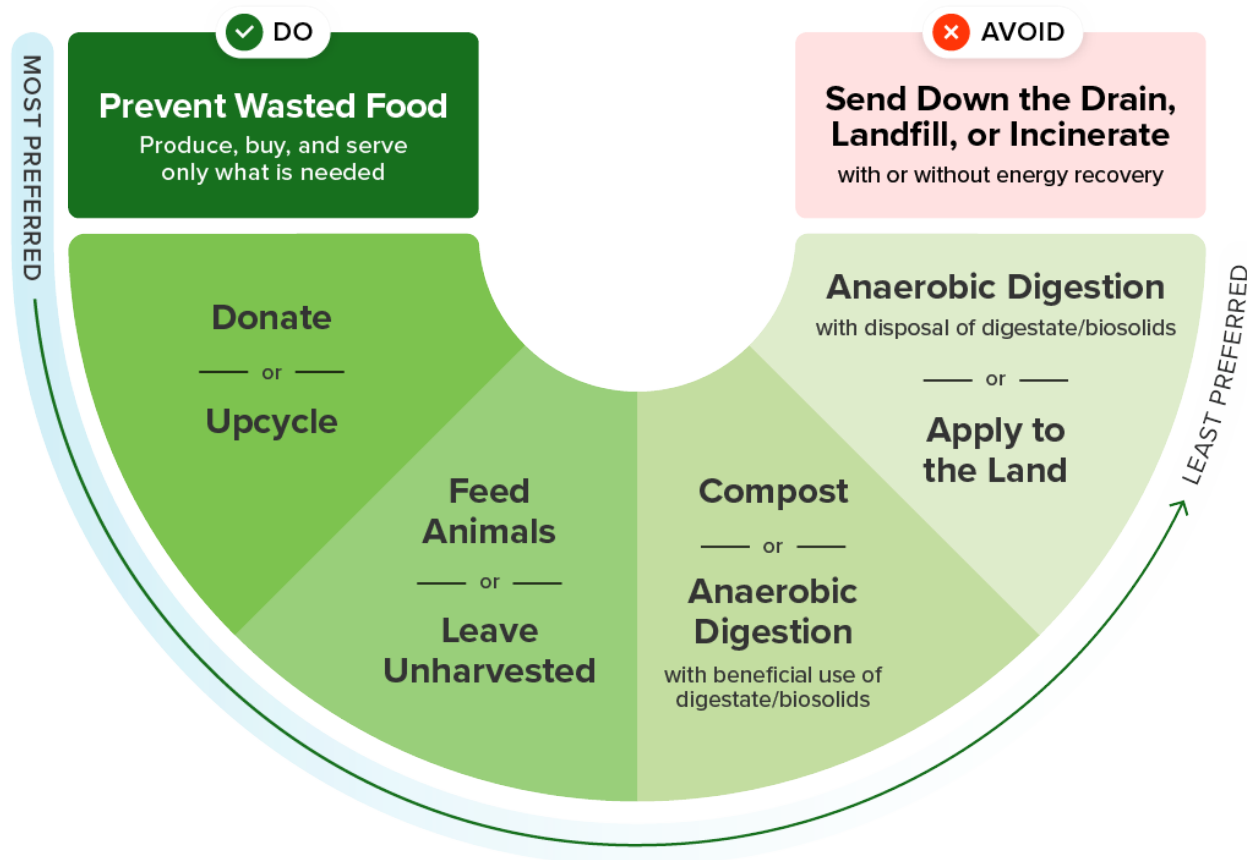 MOST PREFERRED
DO
Prevent Wasted Food
Produce, buy, and serve
only what is needed
Donate
or
Upcycle
Feed
Animals
or
Leave
Unharvested
Compost
or
Anaerobic
Digestion
with beneficial use of
digestate/biosolids
Anaerobic Digestion
with disposal of digestate/biosolids
or
Apply to
the Land
AVOID
Send Down the Drain,
Landfill, or Incinerate
with or without energy recovery
LEAST PREFERRED